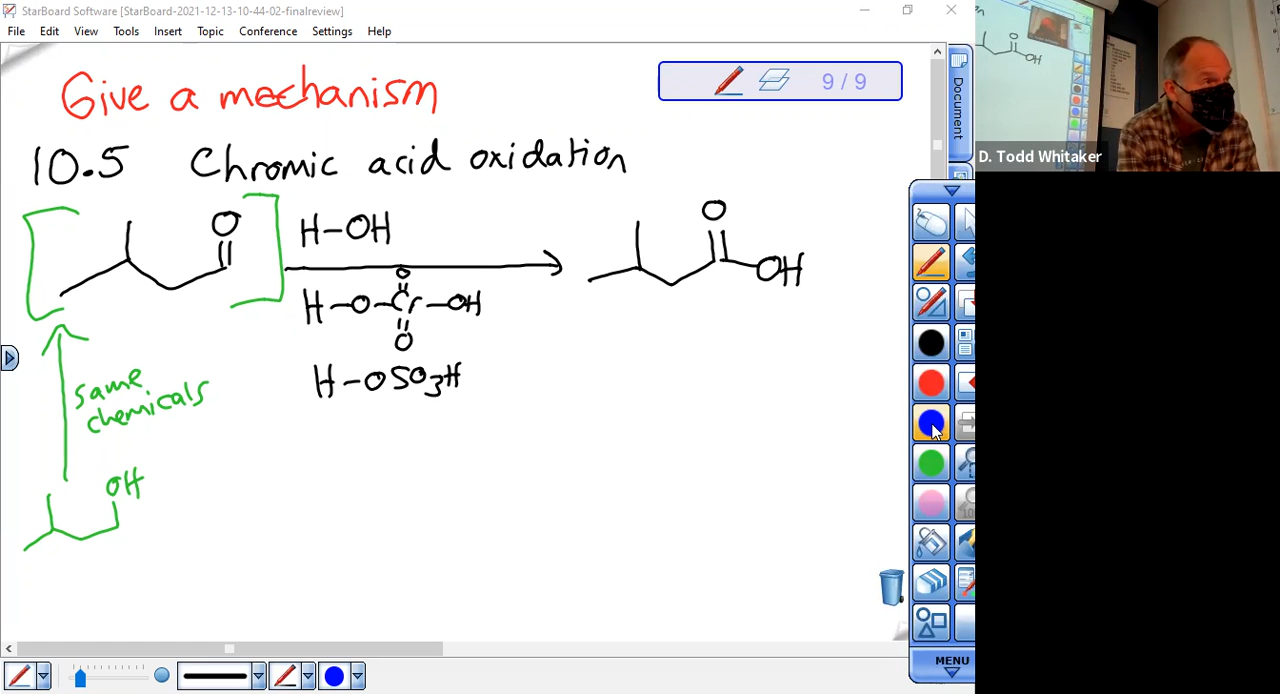 StarBoard Software [StarBoard-2021-12-13-10-44-02-finalreview]
File Edit View Tools Insert Topic Conference Settings Help
Give a mechanism
9 / 9
Document
D. Todd Whitaker
10.5 Chromic acid oxidation
O
H-OH
O
OH
O
H-O-Cr-OH
O
H-OSO3H
same
chemicals
OH
MENU